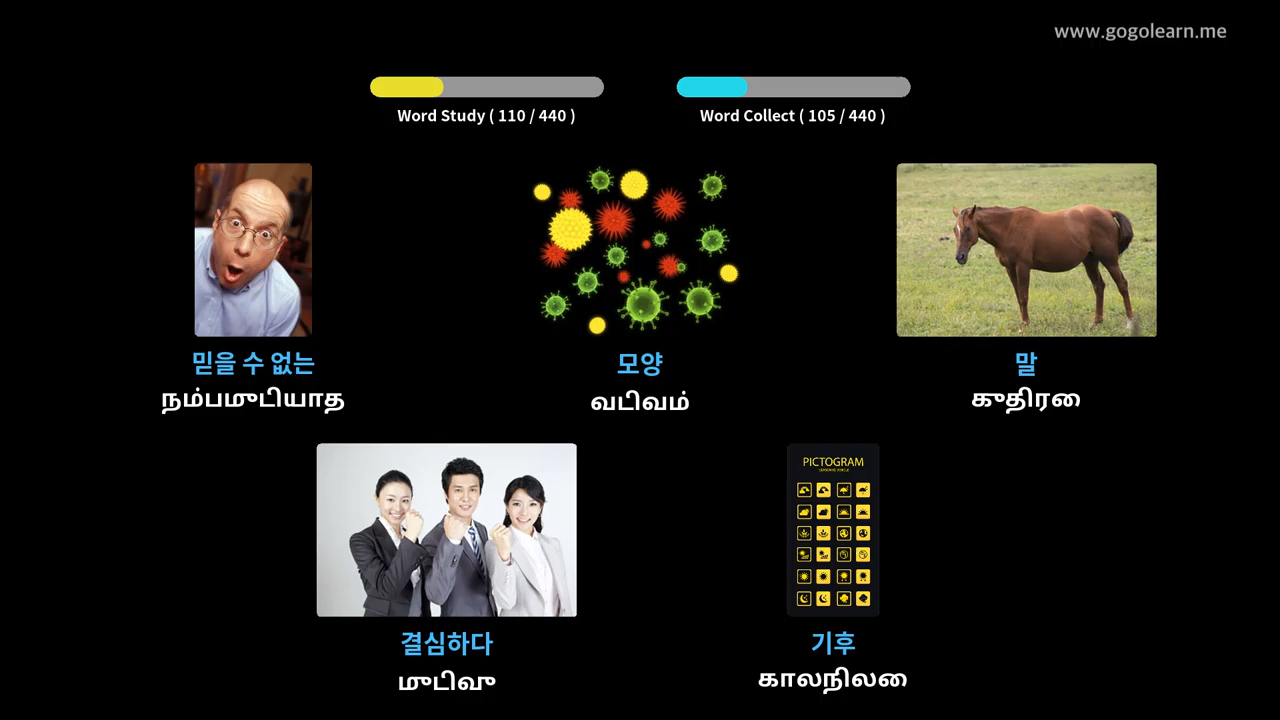 www.gogolearn.me
Word Study ( 110 / 440 )
Word Collect ( 105 / 440 )
믿을 수 없는
நம்பமுடியாத
모양
வடிவம்
말
குதிரை
PICTOGRAM
결심하다
முடிவு
기후
காலநிலை